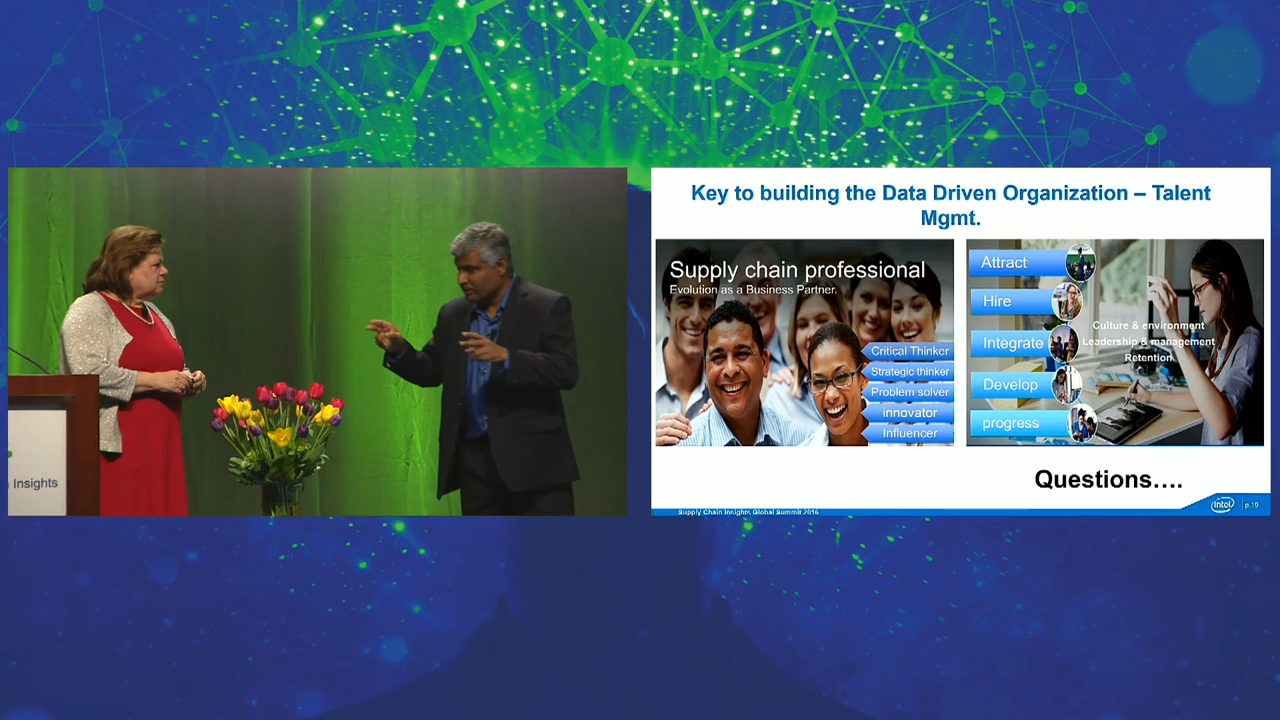 Insights
Key to building the Data Driven Organization – Talent
Mgmt.
Supply chain professional
Evolution as a Business Partner.
Critical Thinker
Strategic thinker
Problem solver
innovator
Influencer
Attract
Hire
Integrate
Develop
progress
Culture & environment
Leadership & management
Retention
Questions….
Supply Chain Insights Global Summit 2016
intel
p.19